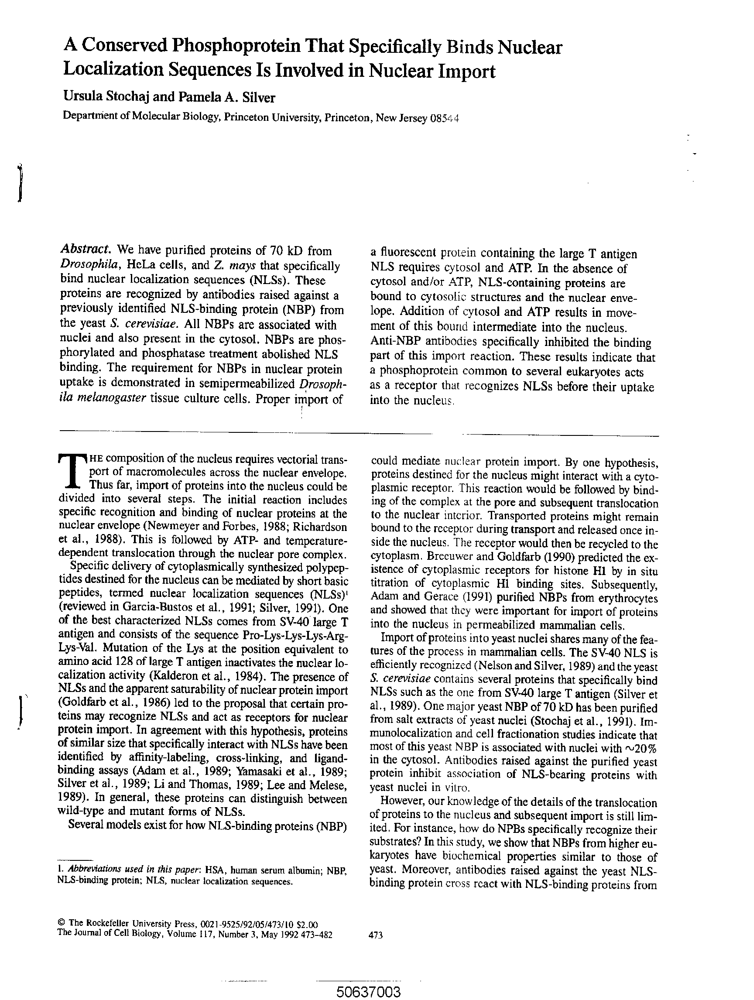 A Conserved Phosphoprotein That Specifically Binds Nuclear
Localization Sequences Is Involved in Nuclear Import
Ursula Stochaj and Pamela A. Silver
Department of Molecular Biology, Princeton University, Princeton, New Jersey 08544
Abstract. We have purified proteins of 70 kD from
Drosophila, HeLa cells, and Z. mays that specifically
bind nuclear localization sequences (NLSs). These
proteins are recognized by antibodies raised against a
previously identified NLS-binding protein (NBP) from
the yeast S. cerevisiae. All NBPs are associated with
nuclei and also present in the cytosol. NBPs are phos-
phorylated and phosphatase treatment abolished NLS
binding. The requirement for NBPs in nuclear protein
uptake is demonstrated in semipermeabilized Drosoph-
ila melanogaster tissue culture cells. Proper import of
a fluorescent protein containing the large T antigen
NLS requires cytosol and ATP. In the absence of
cytosol and/or ATP, NLS-containing proteins are
bound to cytosolic structures and the nuclear enve-
lope. Addition of cytosol and ATP results in move-
ment of this bound intermediate into the nucleus.
Anti-NBP antibodies specifically inhibited the binding
part of this import reaction. These results indicate that
a phosphoprotein common to several eukaryotes acts
as a receptor that recognizes NLSs before their uptake
into the nucleus.
THE composition of the nucleus requires vectorial trans-
port of macromolecules across the nuclear envelope.
Thus far, import of proteins into the nucleus could be
divided into several steps. The initial reaction includes
specific recognition and binding of nuclear proteins at the
nuclear envelope (Newmeyer and Forbes, 1988; Richardson
et al., 1988). This is followed by ATP- and temperature-
dependent translocation through the nuclear pore complex.
Specific delivery of cytoplasmically synthesized polypep-
tides destined for the nucleus can be mediated by short basic
peptides, termed nuclear localization sequences (NLSs)¹
(reviewed in Garcia-Bustos et al., 1991; Silver, 1991). One
of the best characterized NLSs comes from SV-40 large T
antigen and consists of the sequence Pro-Lys-Lys-Lys-Arg-
Lys-Val. Mutation of the Lys at the position equivalent to
amino acid 128 of large T antigen inactivates the nuclear lo-
calization activity (Kalderon et al., 1984). The presence of
NLSs and the apparent saturability of nuclear protein import
(Goldfarb et al., 1986) led to the proposal that certain pro-
teins may recognize NLSs and act as receptors for nuclear
protein import. In agreement with this hypothesis, proteins
of similar size that specifically interact with NLSs have been
identified by affinity-labeling, cross-linking, and ligand-
binding assays (Adam et al., 1989; Yamasaki et al., 1989;
Silver et al., 1989; Li and Thomas, 1989; Lee and Melese,
1989). In general, these proteins can distinguish between
wild-type and mutant forms of NLSs.
Several models exist for how NLS-binding proteins (NBP)
1. Abbreviations used in this paper: HSA, human serum albumin; NBP,
NLS-binding protein; NLS, nuclear localization sequences.
could mediate nuclear protein import. By one hypothesis,
proteins destined for the nucleus might interact with a cyto-
plasmic receptor. This reaction would be followed by bind-
ing of the complex at the pore and subsequent translocation
to the nuclear interior. Transported proteins might remain
bound to the receptor during transport and released once in-
side the nucleus. The receptor would then be recycled to the
cytoplasm. Breeuwer and Goldfarb (1990) predicted the ex-
istence of cytoplasmic receptors for histone H1 by in situ
titration of cytoplasmic H1 binding sites. Subsequently,
Adam and Gerace (1991) purified NBPs from erythrocytes
and showed that they were important for import of proteins
into the nucleus in permeabilized mammalian cells.
Import of proteins into yeast nuclei shares many of the fea-
tures of the process in mammalian cells. The SV-40 NLS is
efficiently recognized (Nelson and Silver, 1989) and the yeast
S. cerevisiae contains several proteins that specifically bind
NLSs such as the one from SV-40 large T antigen (Silver et
al., 1989). One major yeast NBP of 70 kD has been purified
from salt extracts of yeast nuclei (Stochaj et al., 1991). Im-
munolocalization and cell fractionation studies indicate that
most of this yeast NBP is associated with nuclei with ~20%
in the cytosol. Antibodies raised against the purified yeast
protein inhibit association of NLS-bearing proteins with
yeast nuclei in vitro.
However, our knowledge of the details of the translocation
of proteins to the nucleus and subsequent import is still lim-
ited. For instance, how do NPBs specifically recognize their
substrates? In this study, we show that NBPs from higher eu-
karyotes have biochemical properties similar to those of
yeast. Moreover, antibodies raised against the yeast NLS-
binding protein cross react with NLS-binding proteins from
© The Rockefeller University Press, 0021-9525/92/05/473/10 $2.00
The Journal of Cell Biology, Volume 117, Number 3, May 1992 473-482
473
50637003